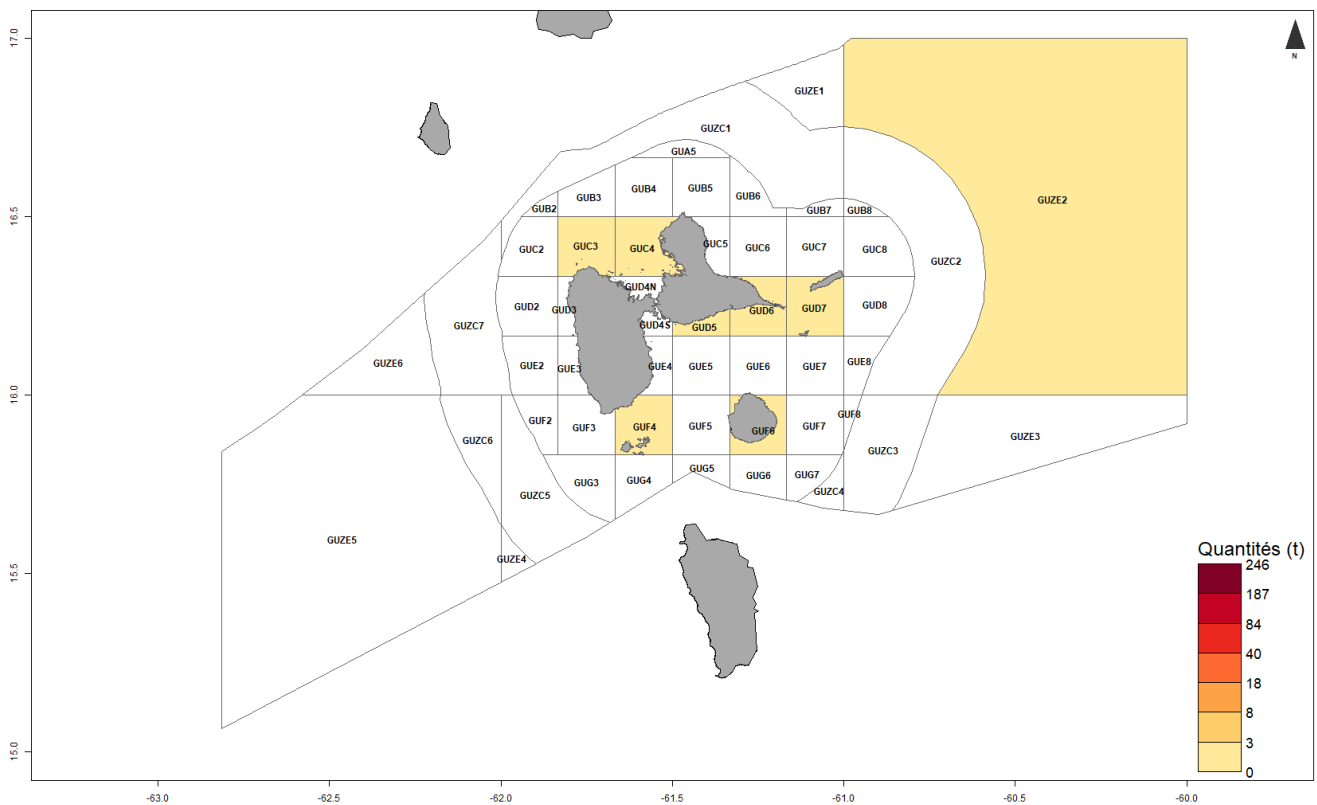 17.0
N
GUZE1
GUZC1
GUA5
GUB4
GUB5
GUB3
GUB6
GUZE2
16.5
GUB2
GUB7
GUB8
GUC2
GUC3
GUC4
GUC5
GUC6
GUC7
GUC8
GUZC2
GUD4N
GUD2
GUD3
GUD6
GUD7
GUD8
GUZC7
GUD4S
GUD5
GUZE6
GUE2
GUE3
GUE4
GUE5
GUE6
GUE7
GUE8
16.0
GUF2
GUF3
GUF4
GUF5
GUF6
GUF7
GUF8
GUZC6
GUZE3
GUZC3
GUG5
GUG3
GUG4
GUG6
GUG7
GUZC5
GUZC4
GUZE5
GUZE4
15.5
Quantités (t)
246
187
84
40
18
8
3
0
15.0
-63.0
-62.5
-62.0
-61.5
-61.0
-60.5
-60.0